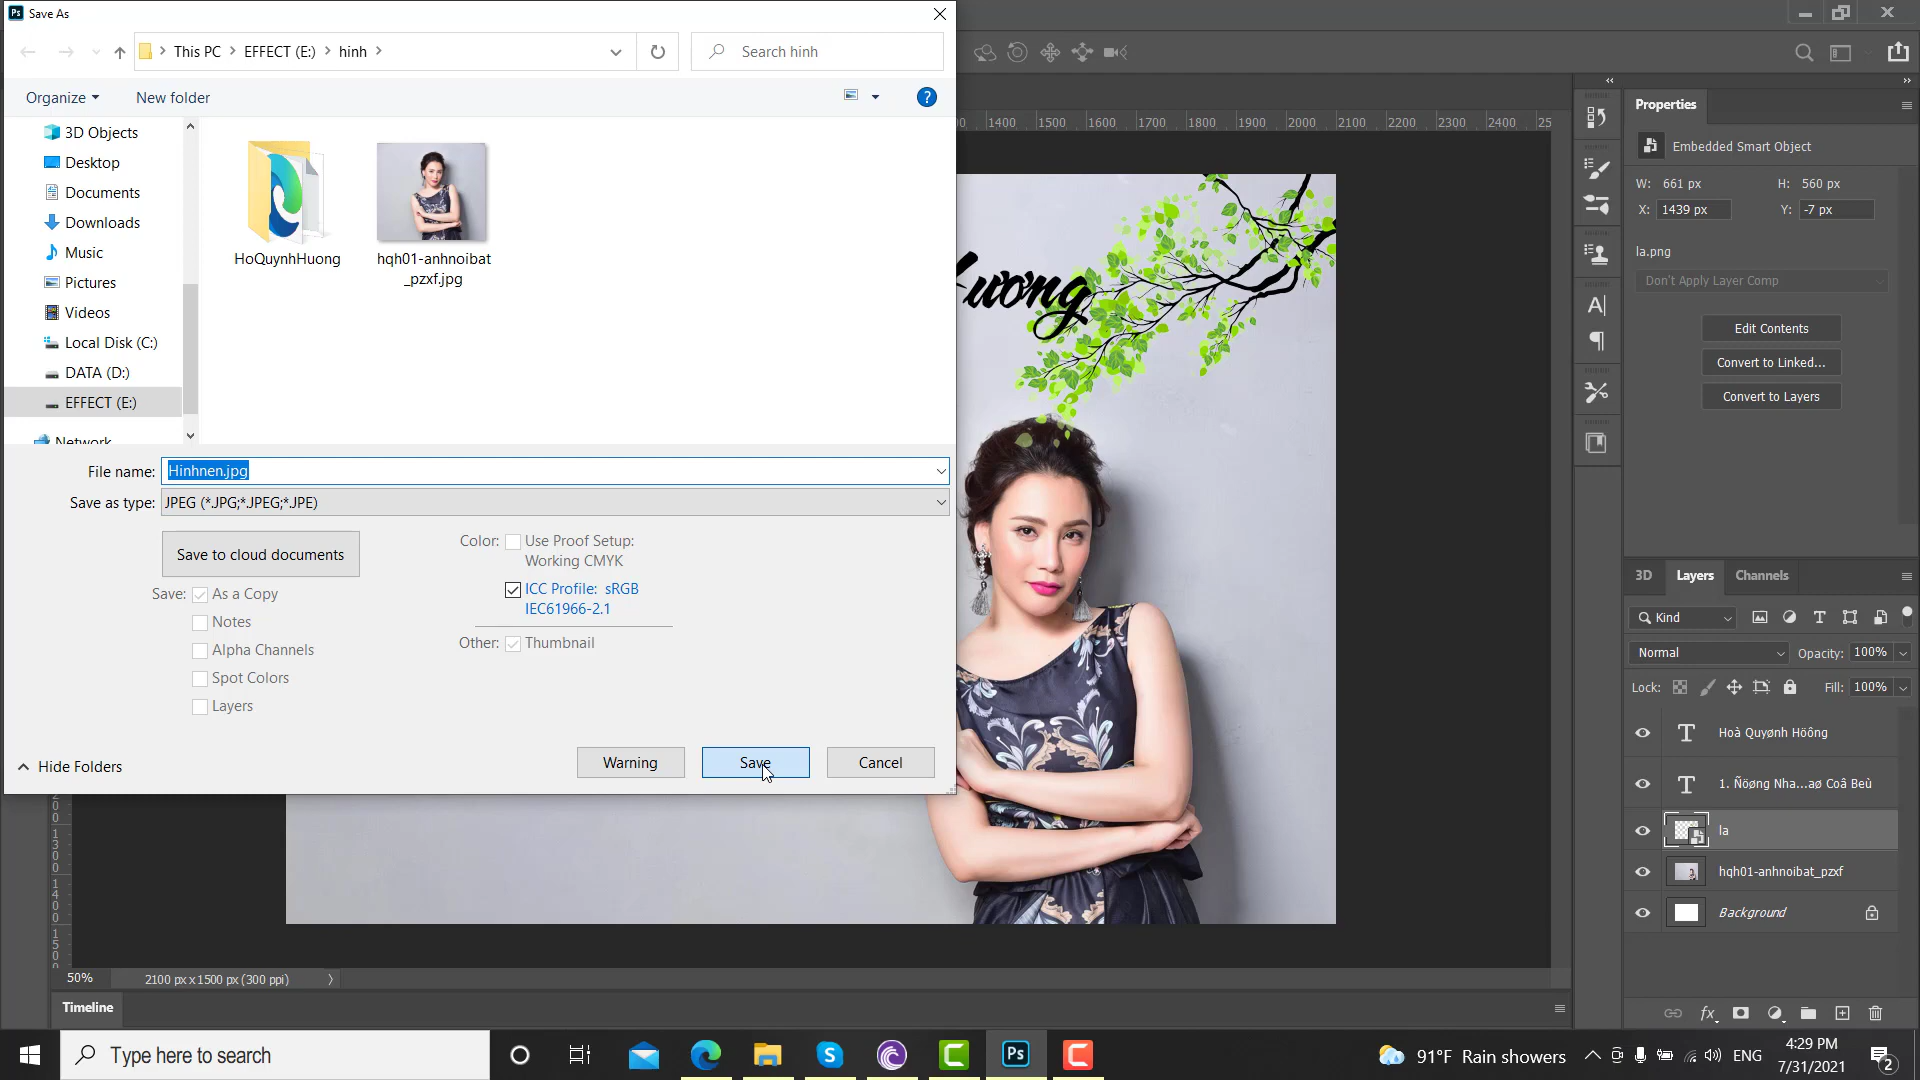 Save As
This PC
EFFECT (E:)
hinh
Search hinh
Organize
New folder
3D Objects
Desktop
Documents
Downloads
Music
Pictures
Videos
Local Disk (C:)
DATA (D:)
EFFECT (E:)
Network
HoQuynhHuong
hqh01-anhnoibat
_pzxf.jpg
File name:
Hinhnen.jpg
Save as type:
JPEG (*.JPG;*.JPEG;*.JPE)
Save to cloud documents
Save:
As a Copy
Notes
Alpha Channels
Spot Colors
Layers
Color:
Use Proof Setup:
Working CMYK
ICC Profile: sRGB
IEC61966-2.1
Other:
Thumbnail
Hide Folders
Warning
Save
Cancel
1400 1500 1600 1700 1800 1900 2000 2100 2200 2300 2400 25
ương
Properties
Embedded Smart Object
W: 661 px
H: 560 px
X: 1439 px
Y: -7 px
la.png
Don't Apply Layer Comp
Edit Contents
Convert to Linked...
Convert to Layers
3D
Layers
Channels
Kind
Normal
Opacity: 100%
Lock:
Fill: 100%
Hoà Quyønh Höông
1. Ñöøng Nha...aø Coâ Beù
la
hqh01-anhnoibat_pzxf
Background
50%
2100 px x 1500 px (300 ppi)
Timeline
Type here to search
91°F Rain showers
ENG
4:29 PM
7/31/2021
2